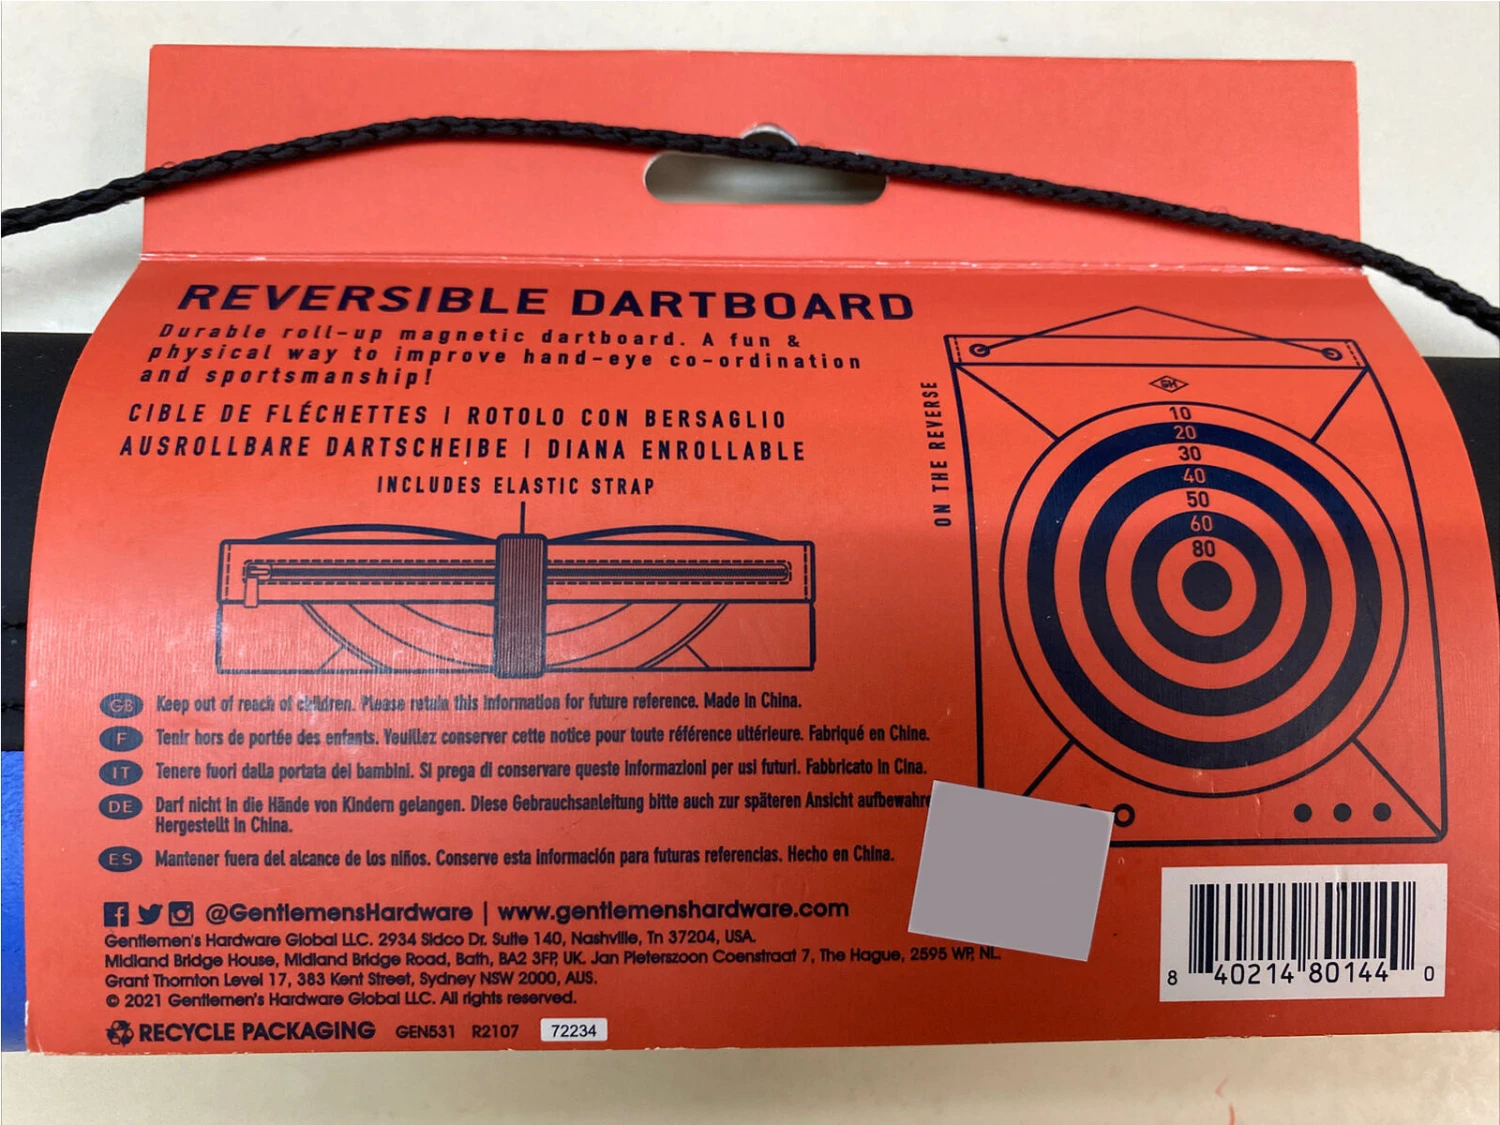 REVERSIBLE DARTBOARD
Durable roll-up magnetic dartboard. A fun &
physical way to improve hand-eye co-ordination
and sportsmanship!
CIBLE DE FLÉCHETTES | ROTOLO CON BERSAGLIO
AUSROLLBARE DARTSCHEIBE | DIANA ENROLLABLE
INCLUDES ELASTIC STRAP
ON THE REVERSE
GH
10
20
30
40
50
60
80
GB Keep out of reach of children. Please retain this information for future reference. Made in China.
F Tenir hors de portée des enfants. Veuillez conserver cette notice pour toute référence ultérieure. Fabriqué en Chine.
IT Tenere fuori dalla portata dei bambini. Si prega di conservare queste informazioni per usi futuri. Fabbricato in Cina.
DE Darf nicht in die Hände von Kindern gelangen. Diese Gebrauchsanleitung bitte auch zur späteren Ansicht
Hergestellt in China.
ES Mantener fuera del alcance de los niños. Conserve esta información para futuras referencias. Hecho en China.
@GentlemensHardware | www.gentlemenshardware.com
Gentlemen's Hardware Global LLC. 2934 Sidco Dr. Suite 140, Nashville, Tn 37204, USA.
Midland Bridge House, Midland Bridge Road, Bath, BA2 3FP, UK. Jan Pieterszoon Coenstraat 7, The Hague, 2595 WP, NL.
Grant Thornton Level 17, 383 Kent Street, Sydney NSW 2000, AUS.
© 2021 Gentlemen's Hardware Global LLC. All rights reserved.
RECYCLE PACKAGING GEN531 R2107 72234
8 40214 80144 0